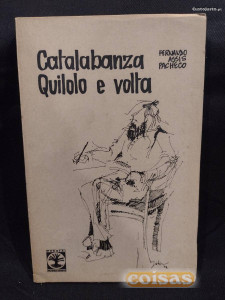 Catalabanza
Quilolo e volta
FERNANDO
ASSIS
PACHECO
coisas